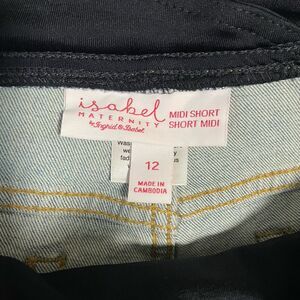 isabel
MATERNITY
by Ingrid & Isabel
MIDI SHORT
SHORT MIDI
12
MADE IN
CAMBODIA